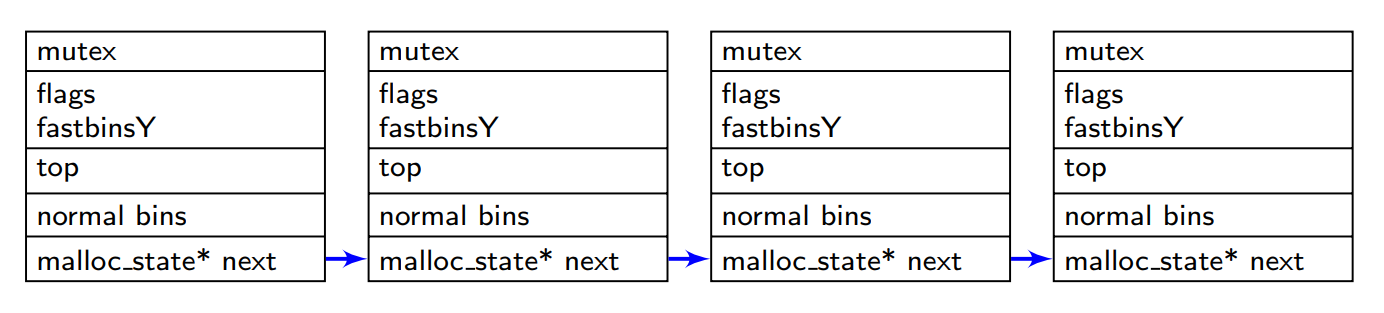 mutex
flags
fastbinsY
top
normal bins
malloc_state* next
mutex
flags
fastbinsY
top
normal bins
malloc_state* next
mutex
flags
fastbinsY
top
normal bins
malloc_state* next
mutex
flags
fastbinsY
top
normal bins
malloc_state* next